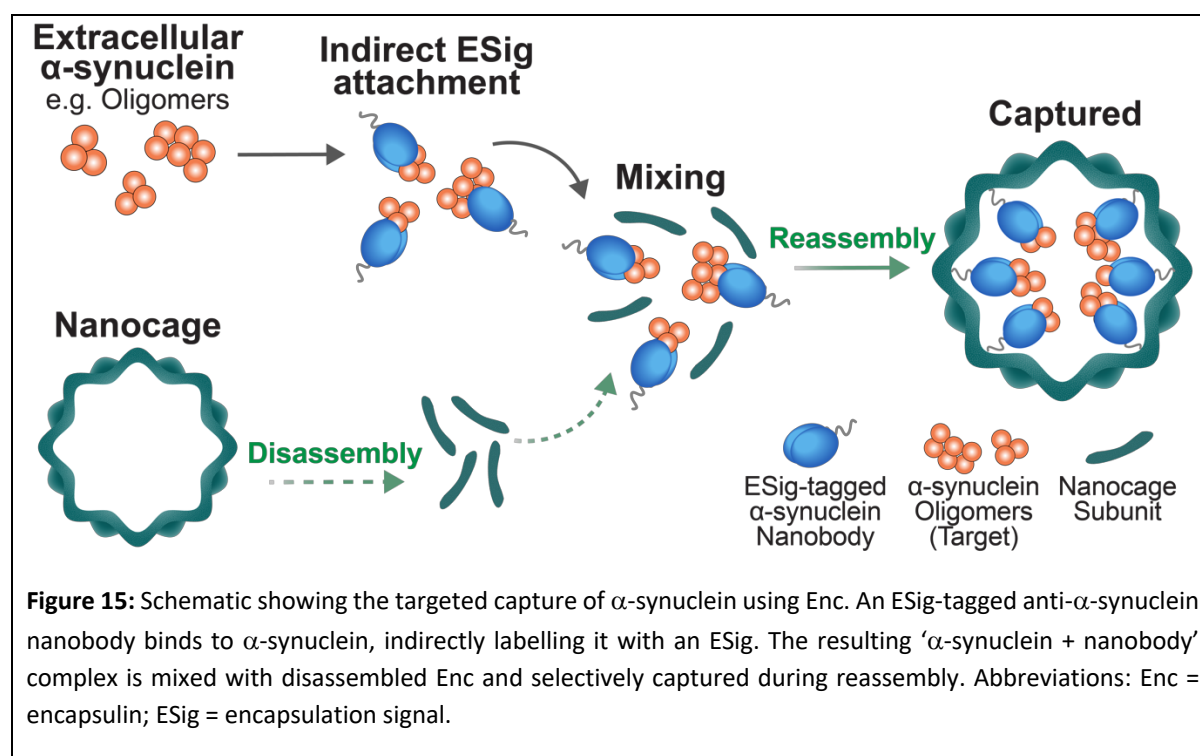 Extracellular
α-synuclein
e.g. Oligomers
Indirect ESig
attachment
Mixing
Captured
Reassembly
Nanocage
Disassembly
ESig-tagged
α-synuclein
Nanobody
α-synuclein
Oligomers
(Target)
Nanocage
Subunit
Figure 15: Schematic showing the targeted capture of α-synuclein using Enc. An ESig-tagged anti-α-synuclein
nanobody binds to α-synuclein, indirectly labelling it with an ESig. The resulting ‘α-synuclein + nanobody’
complex is mixed with disassembled Enc and selectively captured during reassembly. Abbreviations: Enc =
encapsulin; ESig = encapsulation signal.